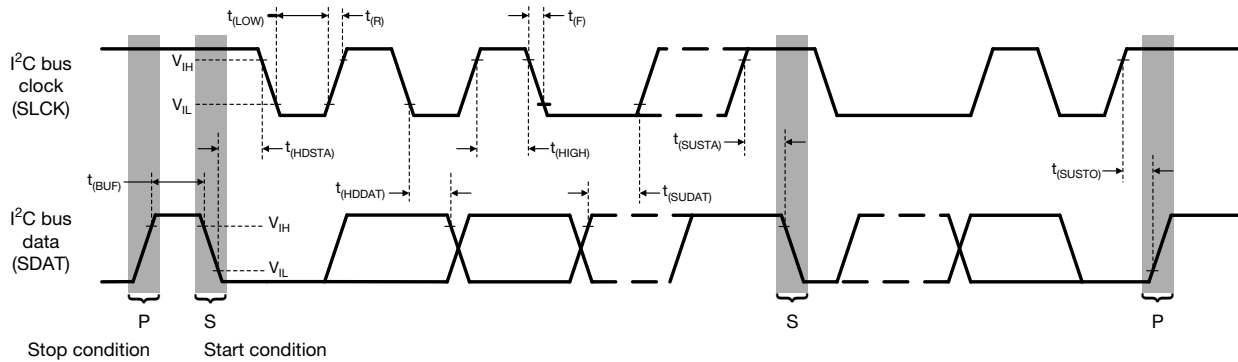 t(LOW)
t(R)
t(F)
I²C bus
clock
(SLCK)
VIH
VIL
t(HDSTA)
t(HIGH)
t(SUSTA)
t(SUSTO)
t(BUF)
t(HDDAT)
t(SUDAT)
I²C bus
data
(SDAT)
VIH
VIL
P
S
S
P
Stop condition
Start condition